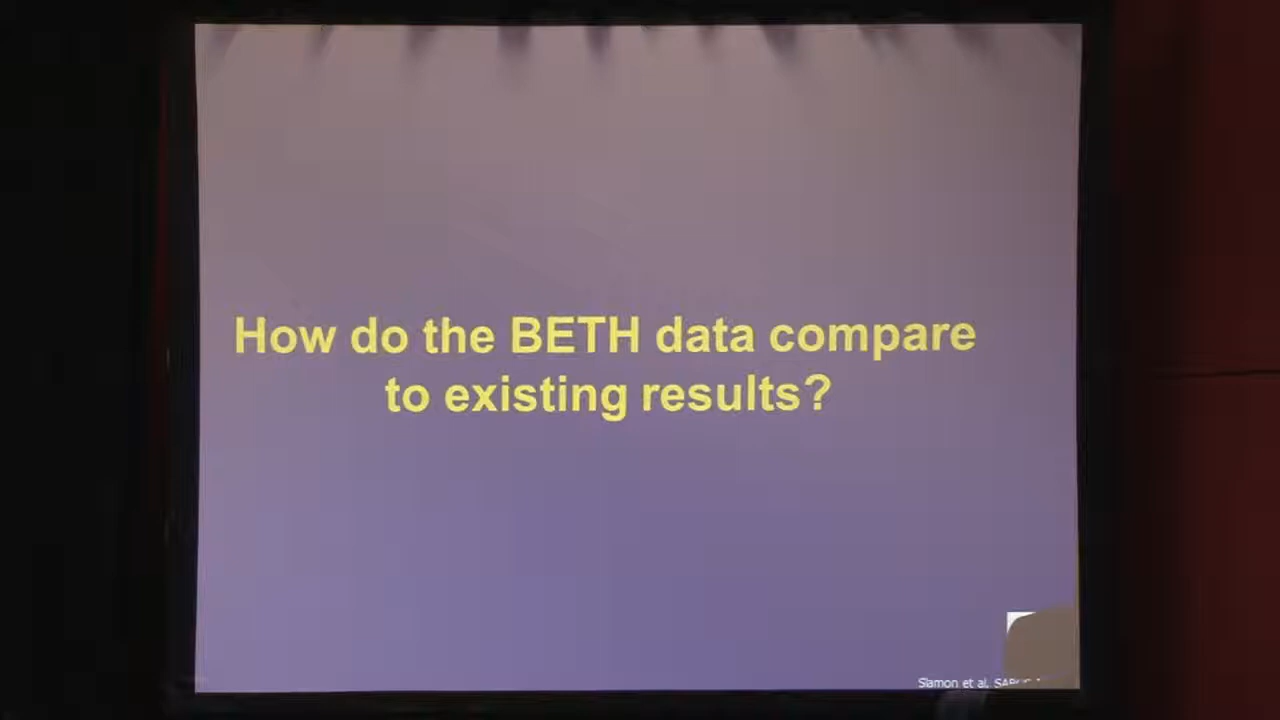 How do the BETH data compare
to existing results?
Slamon et al.